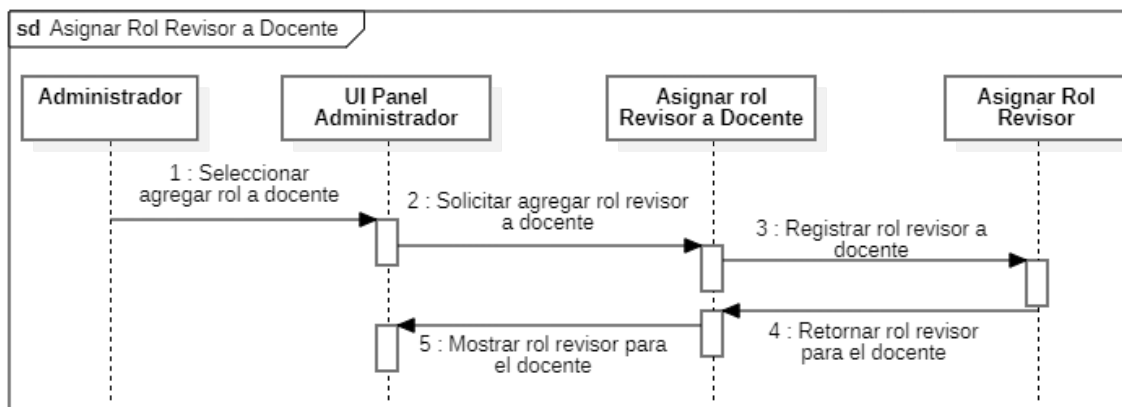 sd Asignar Rol Revisor a Docente
Administrador
UI Panel
Administrador
Asignar rol
Revisor a Docente
Asignar Rol
Revisor
1 : Seleccionar
agregar rol a docente
2 : Solicitar agregar rol revisor
a docente
3 : Registrar rol revisor a
docente
4 : Retornar rol revisor
para el docente
5 : Mostrar rol revisor para
el docente